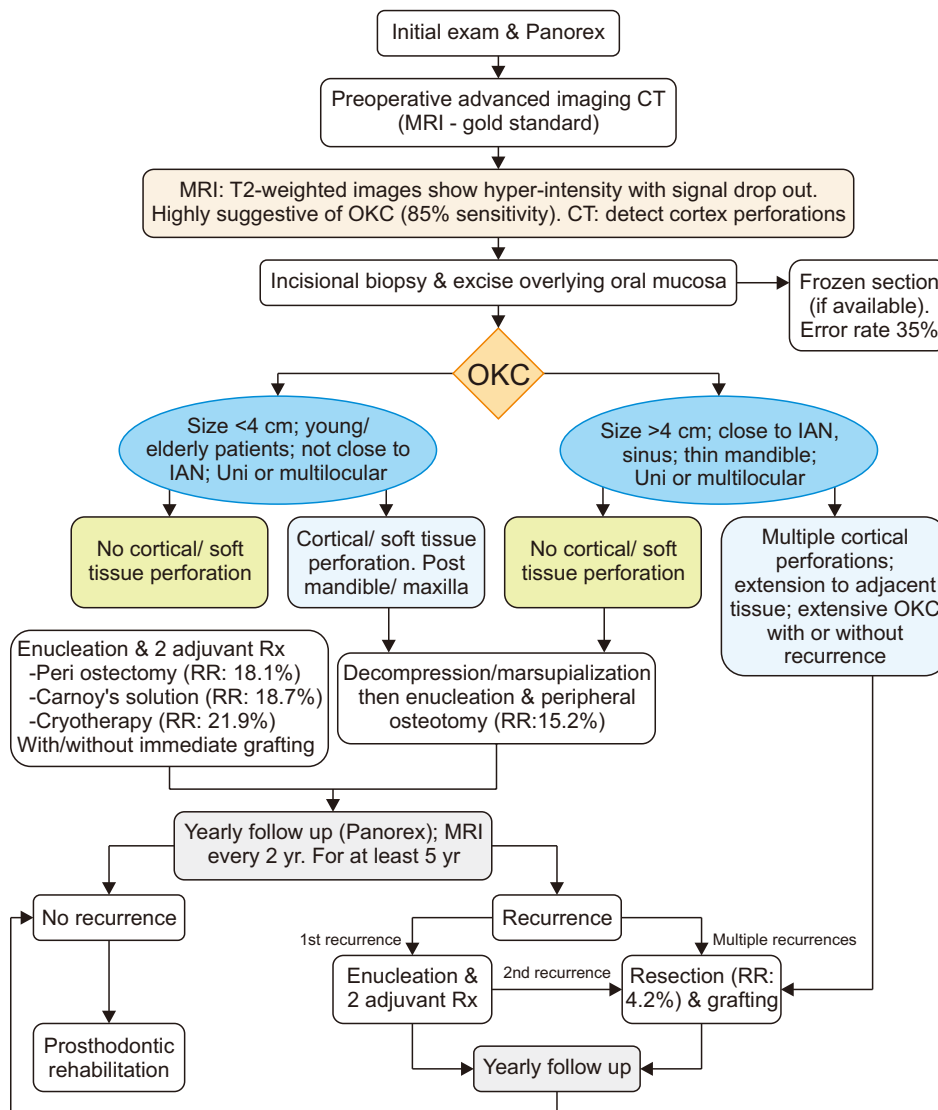 Initial exam & Panorex
Preoperative advanced imaging CT
(MRI - gold standard)
MRI: T2-weighted images show hyper-intensity with signal drop out.
Highly suggestive of OKC (85% sensitivity). CT: detect cortex perforations
Incisional biopsy & excise overlying oral mucosa
Frozen section
(if available).
Error rate 35%
OKC
Size <4 cm; young/
elderly patients; not close to
IAN; Uni or multilocular
Size >4 cm; close to IAN,
sinus; thin mandible;
Uni or multilocular
No cortical/ soft
tissue perforation
Cortical/ soft tissue
perforation. Post
mandible/ maxilla
No cortical/ soft
tissue perforation
Multiple cortical
perforations;
extension to adjacent
tissue; extensive OKC
with or without
recurrence
Enucleation & 2 adjuvant Rx
-Peri ostectomy (RR: 18.1%)
-Carnoy's solution (RR: 18.7%)
-Cryotherapy (RR: 21.9%)
With/without immediate grafting
Decompression/marsupialization
then enucleation & peripheral
osteotomy (RR:15.2%)
Yearly follow up (Panorex); MRI
every 2 yr. For at least 5 yr
No recurrence
Recurrence
1st recurrence
Multiple recurrences
Enucleation &
2 adjuvant Rx
2nd recurrence
Resection (RR:
4.2%) & grafting
Prosthodontic
rehabilitation
Yearly follow up